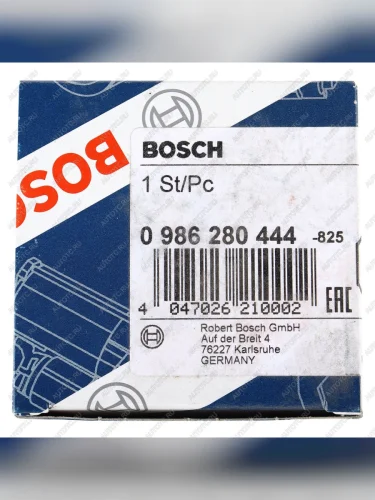 BOSCH
BOSCH
1 St/Pc
0 986 280 444 -825
4 047026 210002
EAC
Robert Bosch GmbH
Auf der Breit 4
76227 Karlsruhe
GERMANY